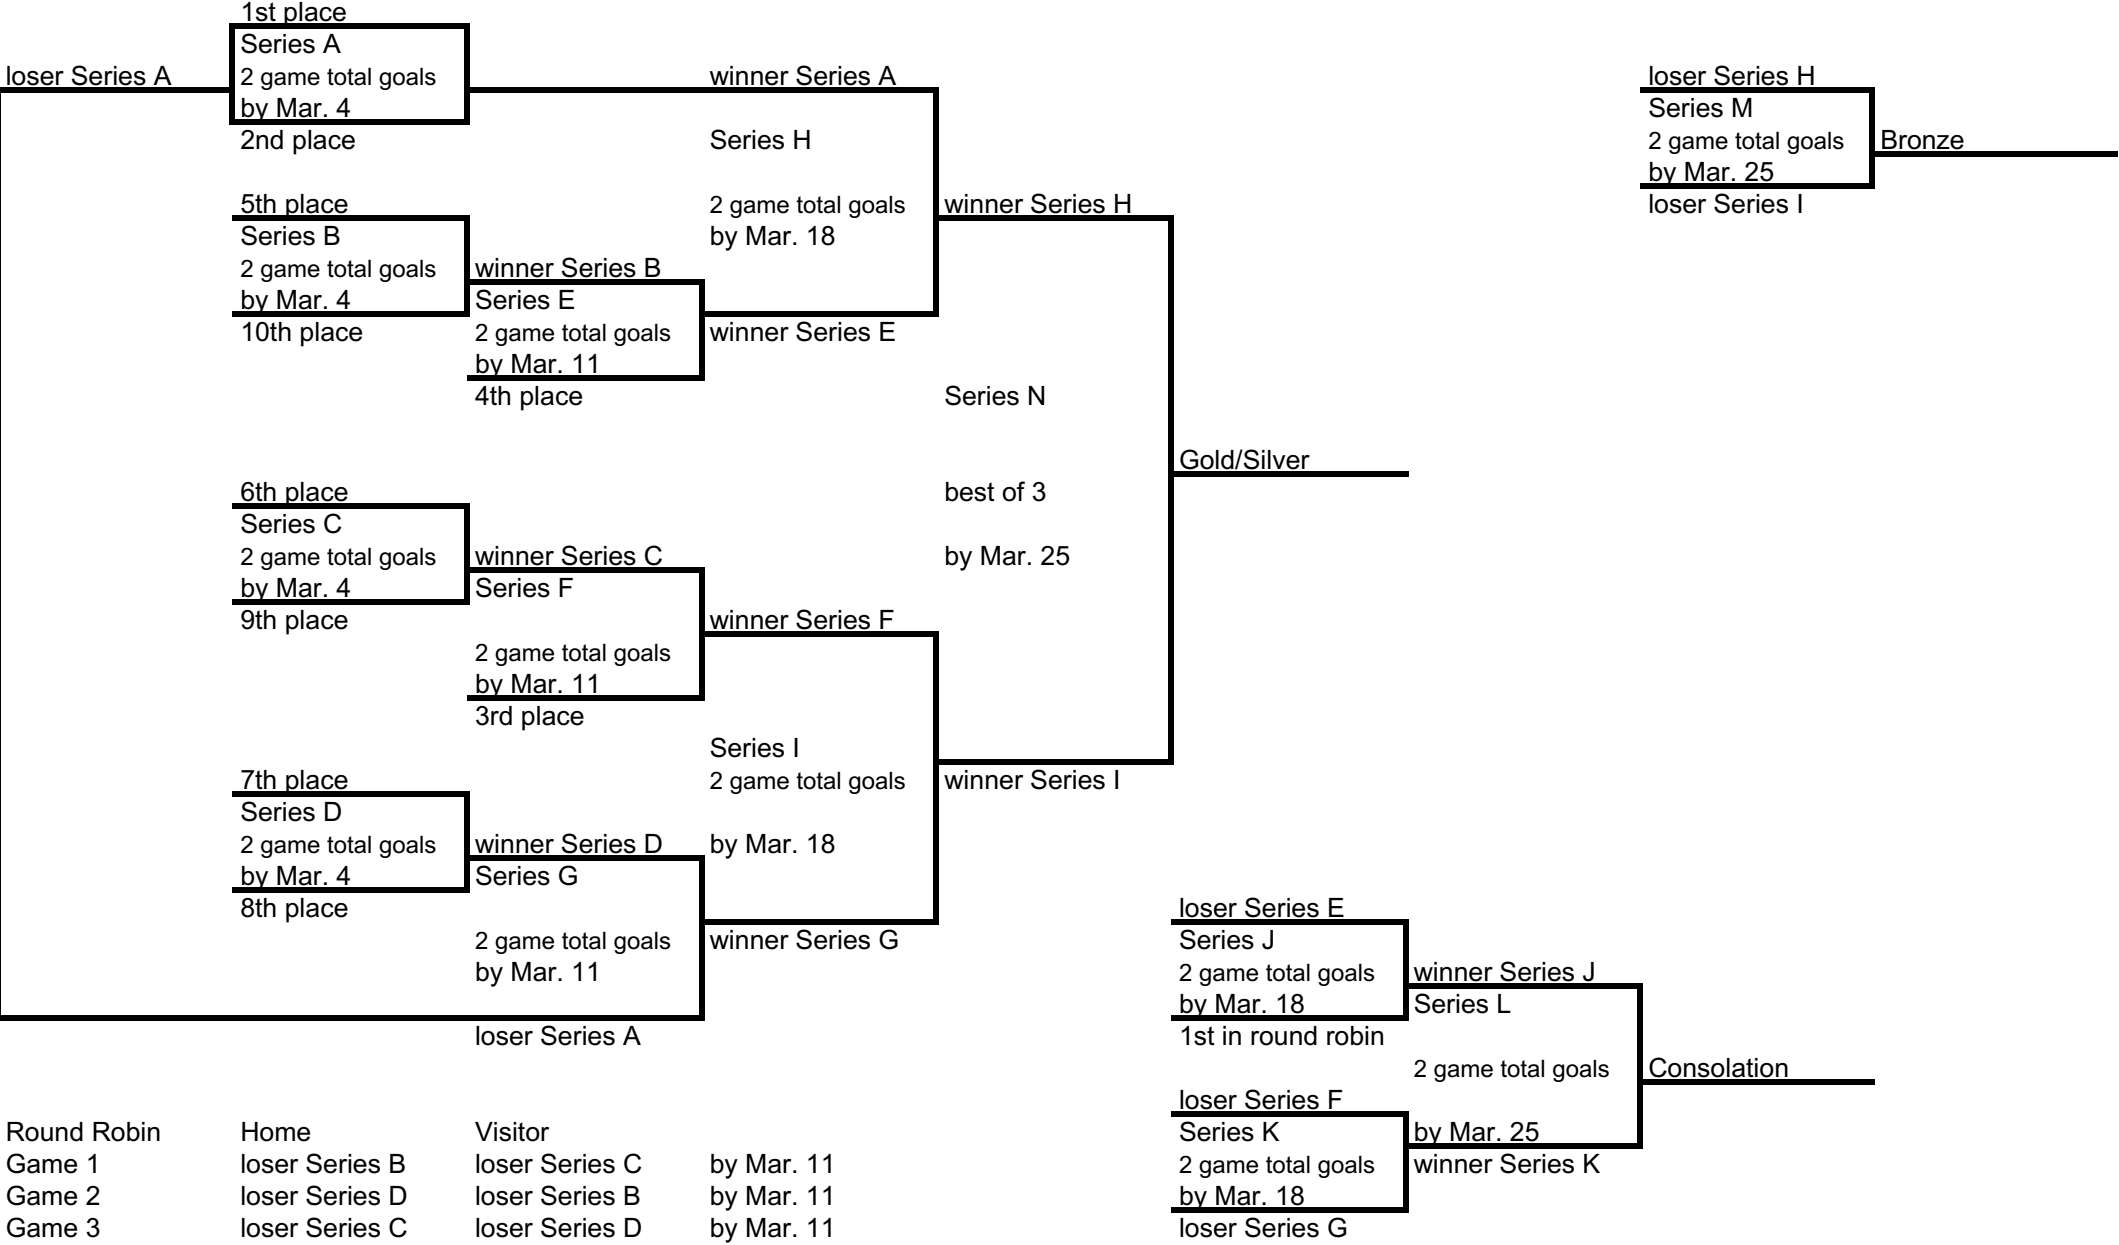 1st place
Series A
loser Series A 2 game total goals winner Series A loser Series H
by Mar. 4 Series M
2nd place Series H 2 game total goals Bronze
by Mar. 25
5th place 2 game total goals winner Series H loser Series I
Series B by Mar. 18
2 game total goals winner Series B
by Mar. 4 Series E
10th place 2 game total goals winner Series E
by Mar. 11
4th place Series N
Gold/Silver
6th place best of 3
Series C
2 game total goals winner Series C by Mar. 25
by Mar. 4 Series F
9th place winner Series F
2 game total goals
by Mar. 11
3rd place
Series I
7th place 2 game total goals winner Series I
Series D
2 game total goals winner Series D by Mar. 18
by Mar. 4 Series G
8th place loser Series E
2 game total goals winner Series G Series J
by Mar. 11 2 game total goals winner Series J
by Mar. 18 Series L
loser Series A 1st in round robin
2 game total goals Consolation
loser Series F
Round Robin Home Visitor Series K by Mar. 25
Game 1 loser Series B loser Series C by Mar. 11 2 game total goals winner Series K
Game 2 loser Series D loser Series B by Mar. 11 by Mar. 18
Game 3 loser Series C loser Series D by Mar. 11 loser Series G